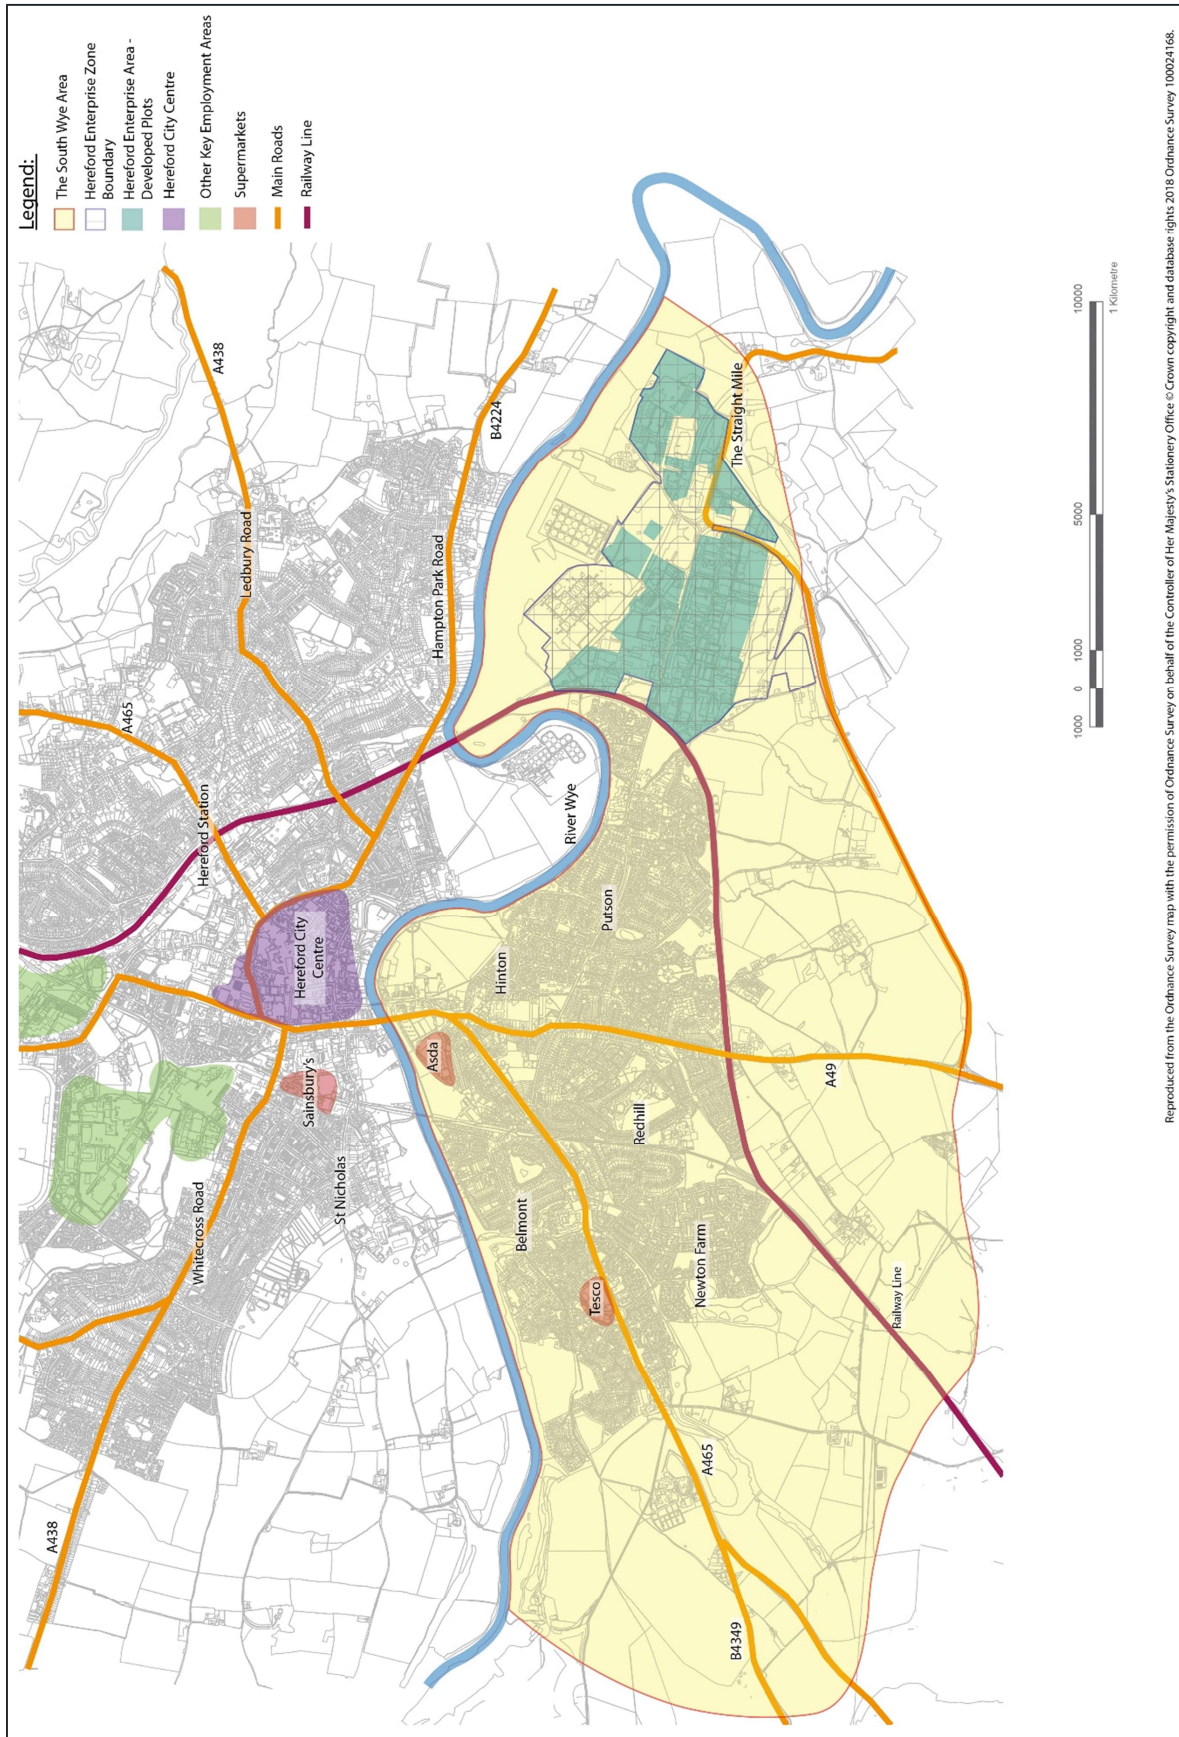 Legend:
The South Wye Area
Hereford Enterprise Zone
Boundary
Hereford Enterprise Area -
Developed Plots
Hereford City Centre
Other Key Employment Areas
Supermarkets
Main Roads
Railway Line
A438
Whitecross Road
St Nicholas
Sainsbury's
Hereford City
Centre
Hereford Station
A465
Ledbury Road
A438
Hampton Park Road
B4224
River Wye
Asda
Hinton
Putson
Belmont
Redhill
Tesco
Newton Farm
A465
B4349
A49
Railway Line
The Straight Mile
1000
0
1000
5000
10000
1 Kilometre
Reproduced from the Ordnance Survey map with the permission of Ordnance Survey on behalf of the Controller of Her Majesty's Stationery Office © Crown copyright and database rights 2018 Ordnance Survey 100024168.